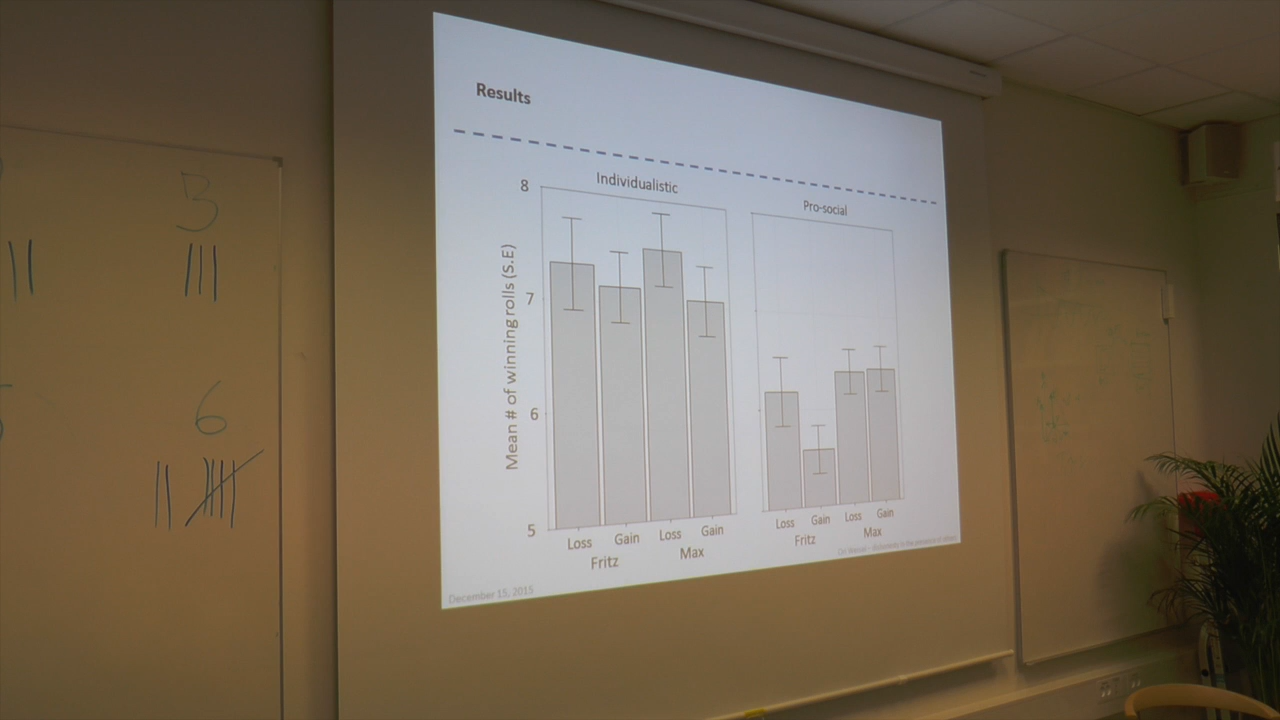 Results
Individualistic
Pro-social
8
7
6
5
Mean # of winning rolls (S.E)
Loss Gain Loss Gain
Fritz Max
Loss Gain Loss Gain
Fritz Max
December 15, 2015
6